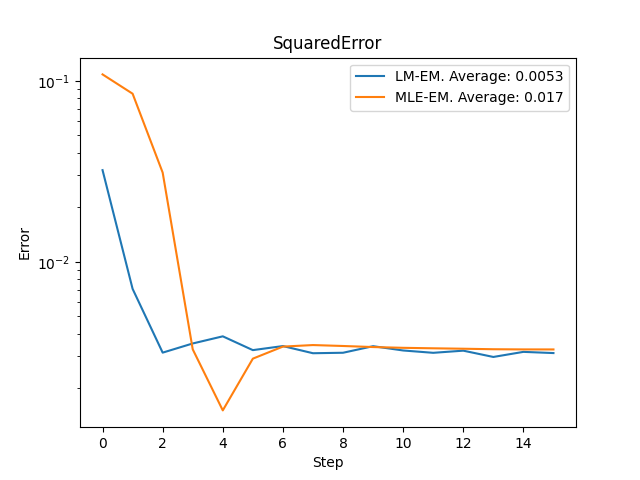 SquaredError
LM-EM. Average: 0.0053
MLE-EM. Average: 0.017
10⁻¹
10⁻²
Error
0 2 4 6 8 10 12 14
Step